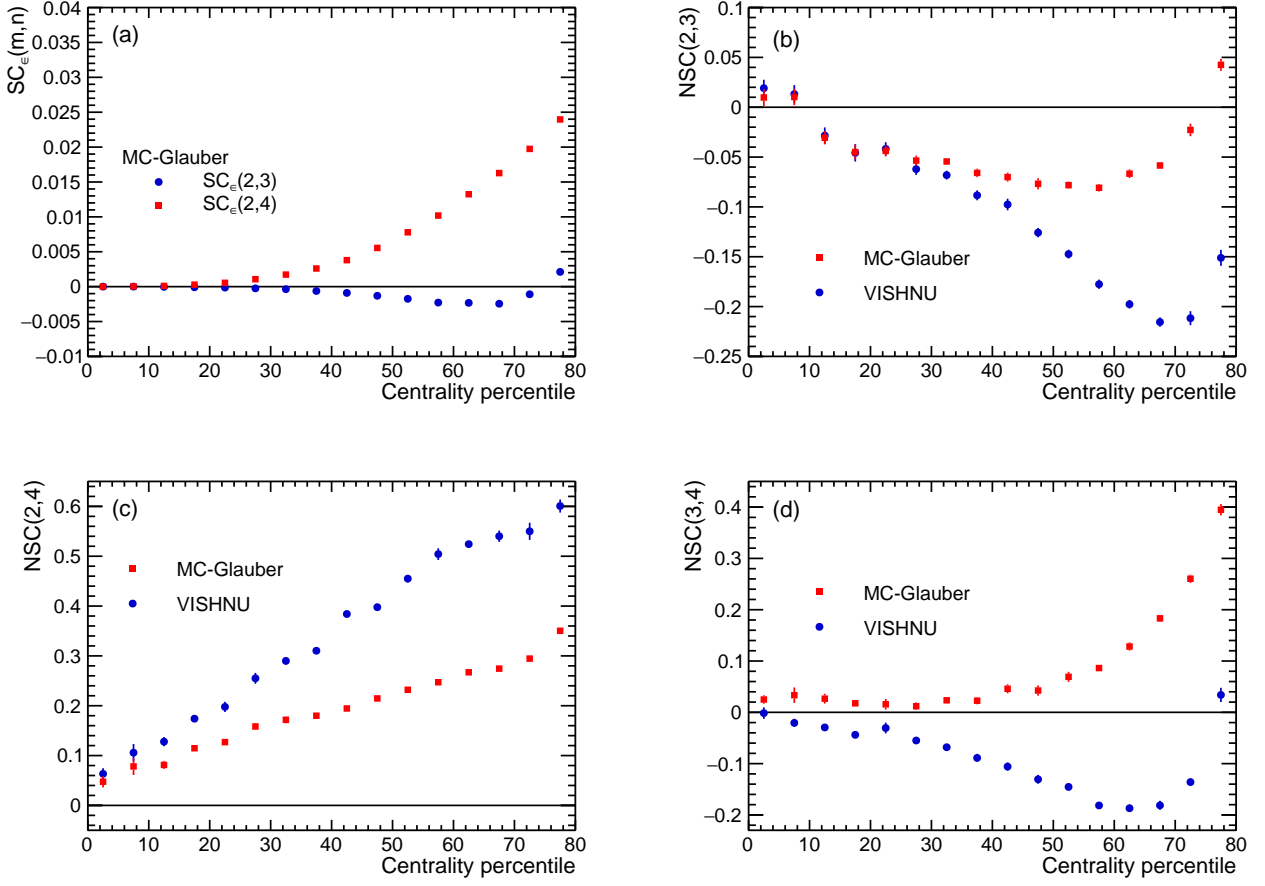 (a)
SC∈(m,n)
0.04
0.035
0.03
0.025
0.02
0.015
0.01
0.005
0
−0.005
−0.01
MC-Glauber
SC∈(2,3)
SC∈(2,4)
0 10 20 30 40 50 60 70 80
Centrality percentile
(b)
NSC(2,3)
0.1
0.05
0
−0.05
−0.1
−0.15
−0.2
−0.25
MC-Glauber
VISHNU
0 10 20 30 40 50 60 70 80
Centrality percentile
(c)
NSC(2,4)
0.6
0.5
0.4
0.3
0.2
0.1
0
MC-Glauber
VISHNU
0 10 20 30 40 50 60 70 80
Centrality percentile
(d)
NSC(3,4)
0.4
0.2
0.1
0
−0.1
−0.2
0.3
MC-Glauber
VISHNU
0 10 20 30 40 50 60 70 80
Centrality percentile